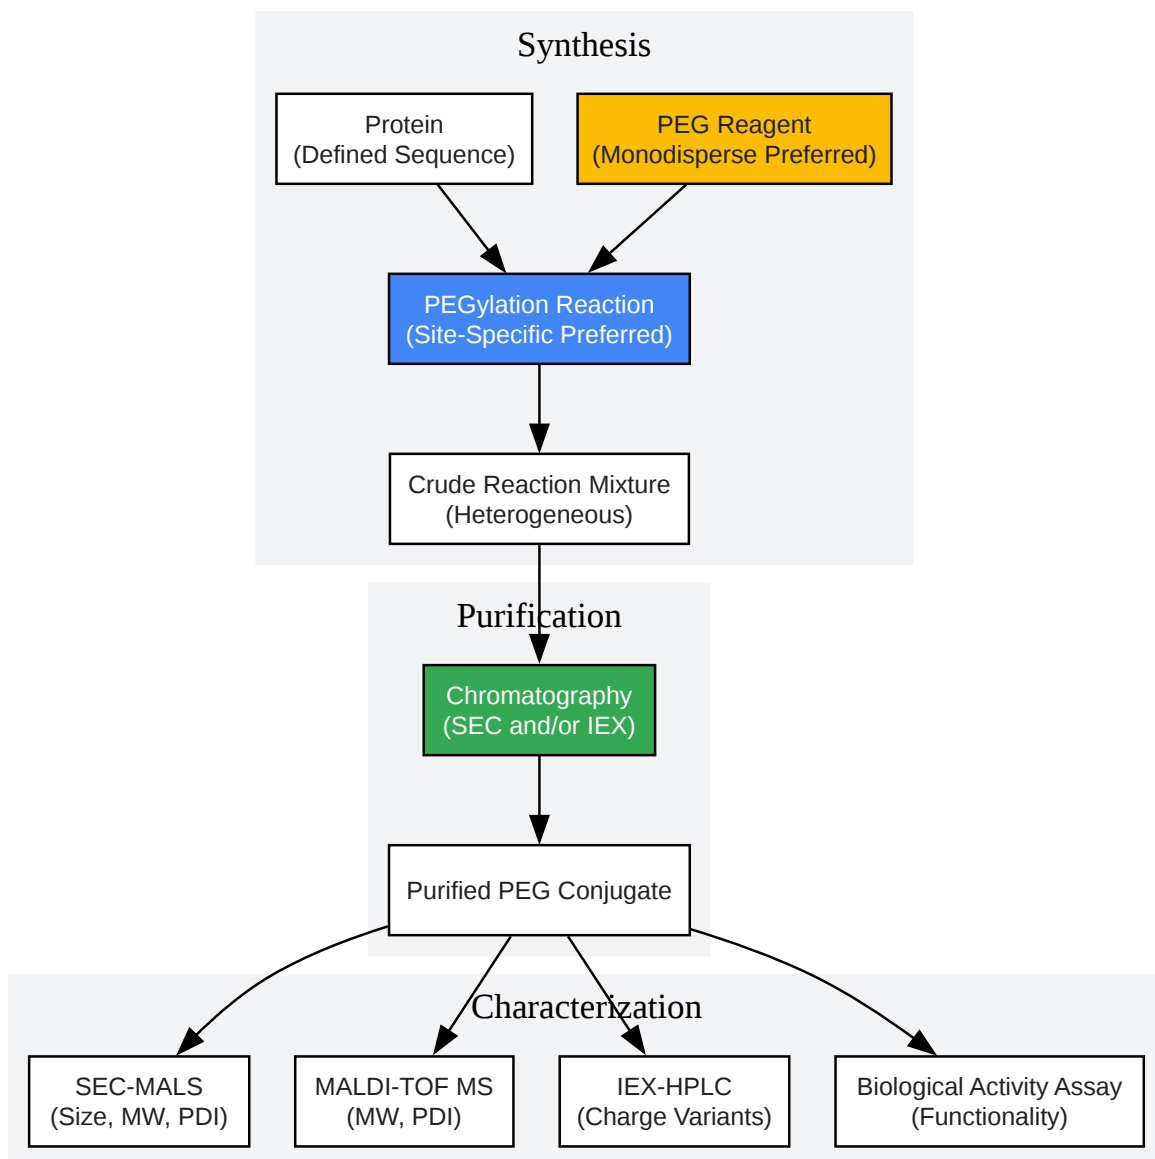 Synthesis
Protein
(Defined Sequence)
PEG Reagent
(Monodisperse Preferred)
PEGylation Reaction
(Site-Specific Preferred)
Crude Reaction Mixture
(Heterogeneous)
Purification
Chromatography
(SEC and/or IEX)
Purified PEG Conjugate
Characterization
SEC-MALS
(Size, MW, PDI)
MALDI-TOF MS
(MW, PDI)
IEX-HPLC
(Charge Variants)
Biological Activity Assay
(Functionality)